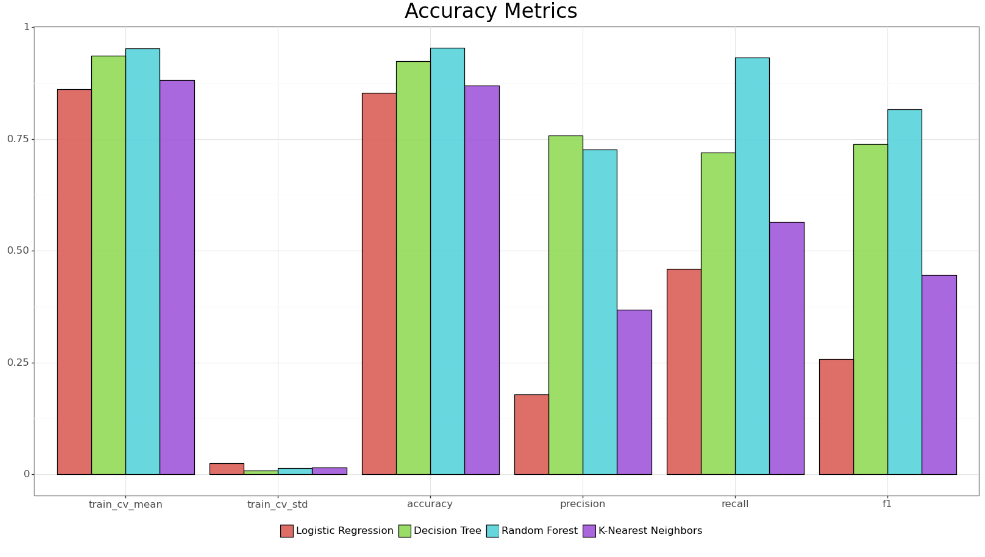 Accuracy Metrics
1
0.75
0.50
0.25
0
train_cv_mean train_cv_std accuracy precision recall f1
Logistic Regression Decision Tree Random Forest K-Nearest Neighbors